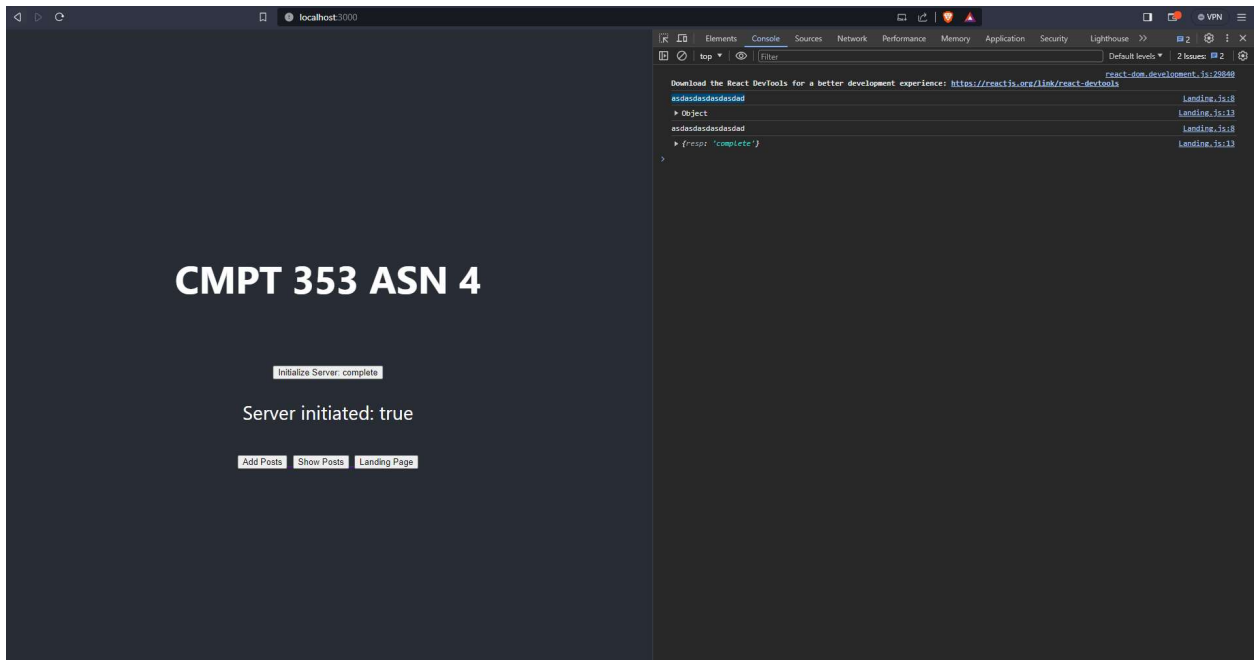 localhost:3000
VPN
Elements Console Sources Network Performance Memory Application Security Lighthouse 2
top Filter Default levels 2 Issues: 2
react-dom.development.js:29840
Download the React DevTools for a better development experience: https://reactjs.org/link/react-devtools
asdasdasdasdasdad Landing.js:8
Object Landing.js:13
asdasdasdasdasdad Landing.js:8
{resp: 'complete'} Landing.js:13
CMPT 353 ASN 4
Initialize Server: complete
Server initiated: true
Add Posts Show Posts Landing Page